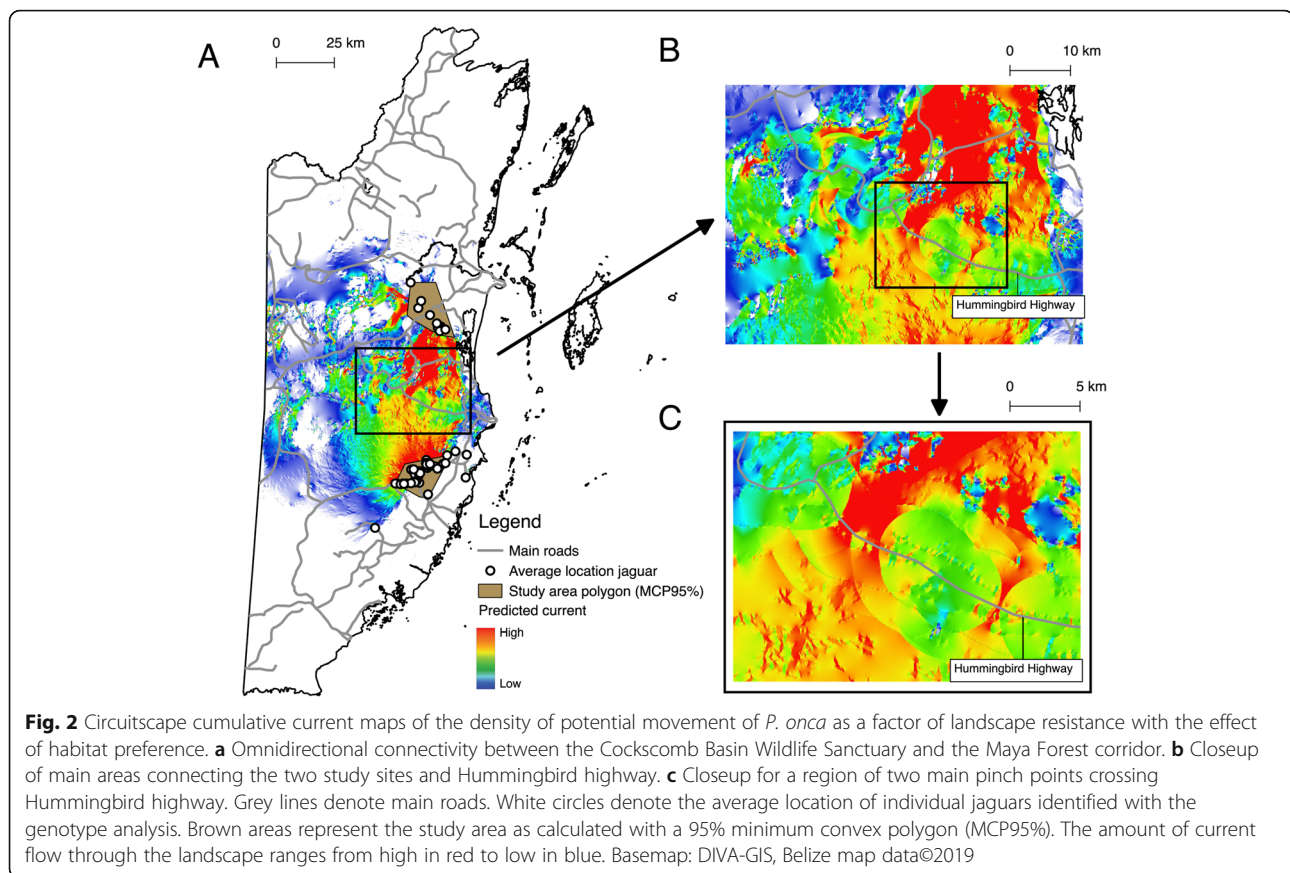 A
0 25 km
B
0 10 km
Hummingbird Highway
C
0 5 km
Hummingbird Highway
Legend
Main roads
Average location jaguar
Study area polygon (MCP95%)
Predicted current
High
Low
Fig. 2 Circuitscape cumulative current maps of the density of potential movement of P. onca as a factor of landscape resistance with the effect
of habitat preference. a Omnidirectional connectivity between the Cockscomb Basin Wildlife Sanctuary and the Maya Forest corridor. b Closeup
of main areas connecting the two study sites and Hummingbird highway. c Closeup for a region of two main pinch points crossing
Hummingbird highway. Grey lines denote main roads. White circles denote the average location of individual jaguars identified with the
genotype analysis. Brown areas represent the study area as calculated with a 95% minimum convex polygon (MCP95%). The amount of current
flow through the landscape ranges from high in red to low in blue. Basemap: DIVA-GIS, Belize map data©2019